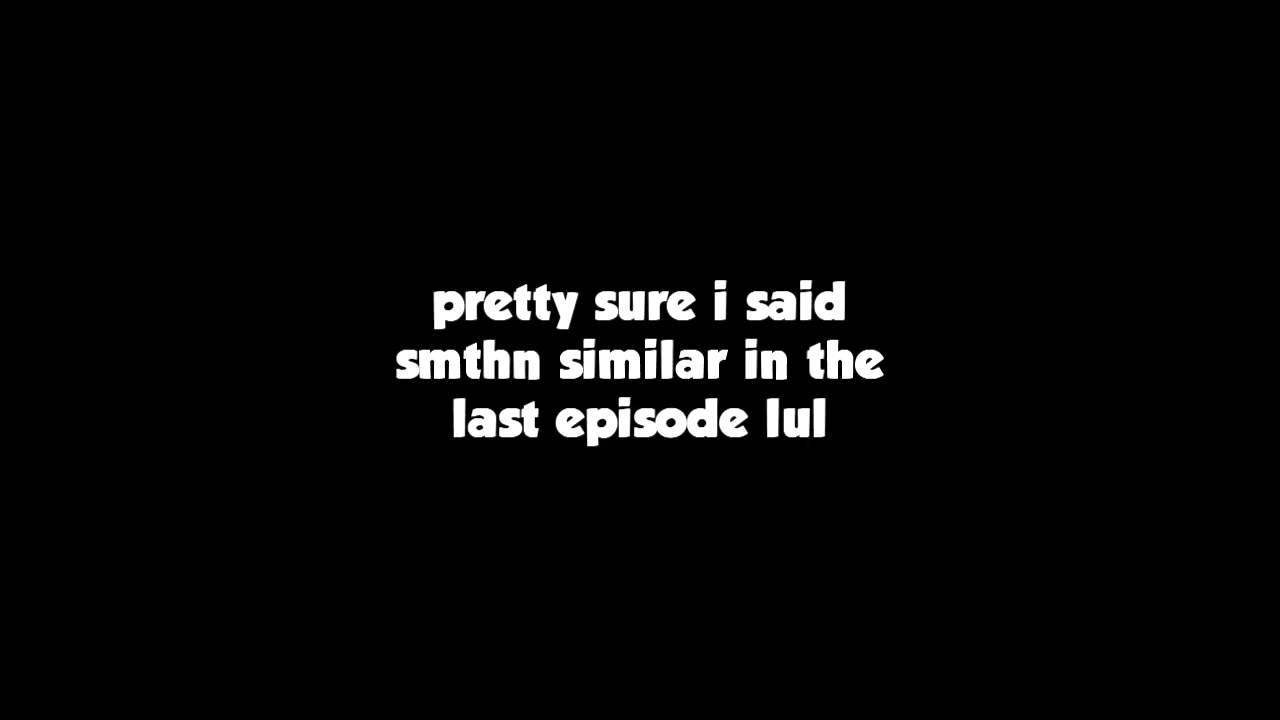 pretty sure i said
smthn similar in the
last episode lul